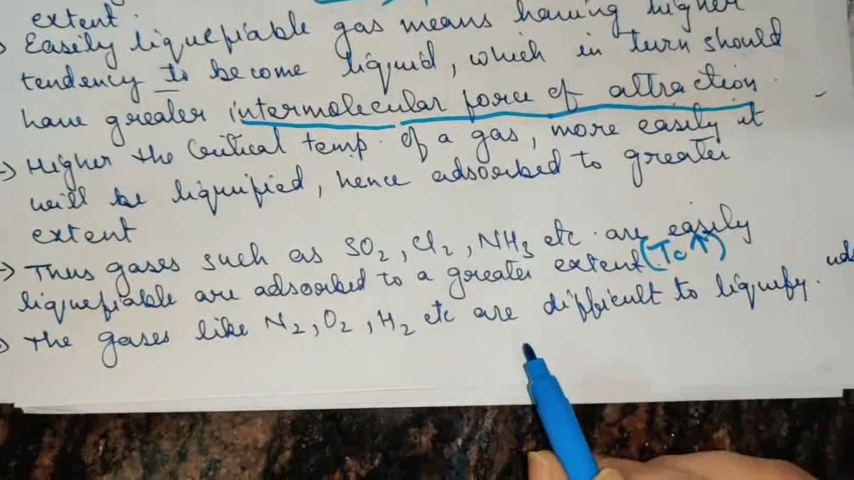 extent.
Easily liquefiable gas means having higher
tendency to become liquid, which in turn should
have greater intermolecular force of attraction.
-> Higher the Critical temp. of a gas, more easily it
will be liquified, hence adsorbed to greater
extent
-> Thus gases such as SO2, Cl2, NH3 etc. are easily
liquefiable are adsorbed to a greater extent (Tc↑)
The gases like N2, O2, H2 etc are difficult to liquefy.